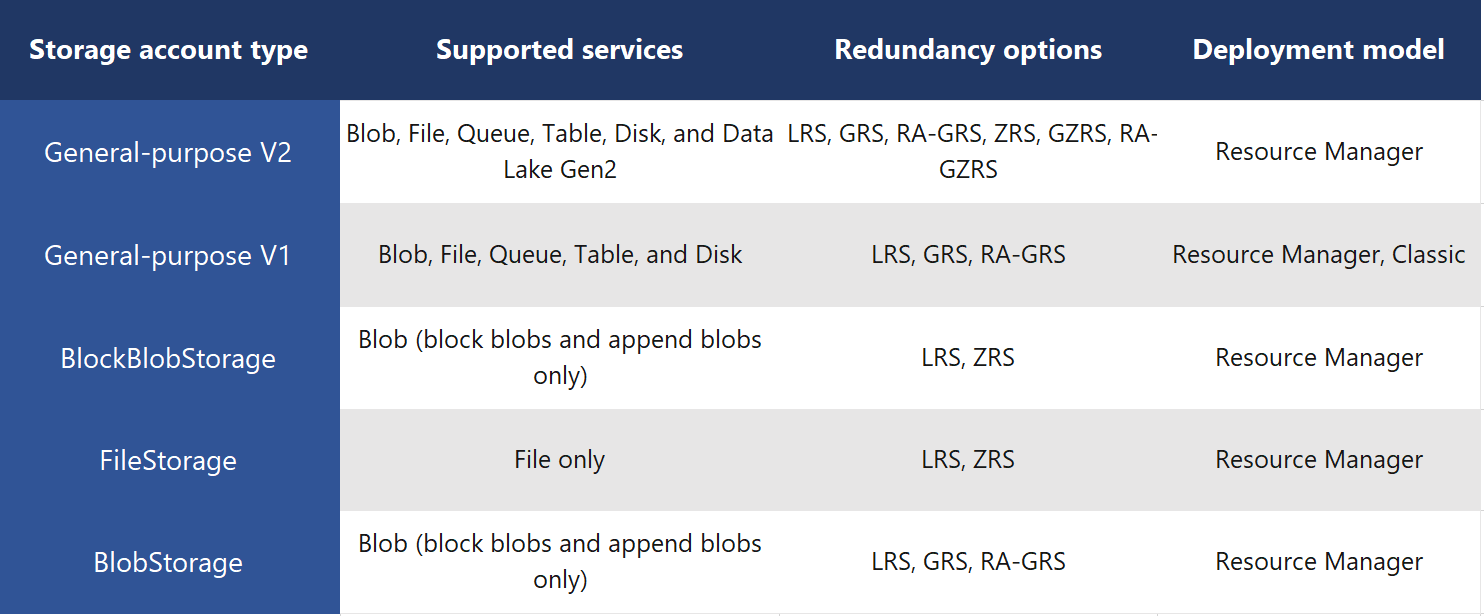 Storage account type Supported services Redundancy options Deployment model
General-purpose V2
Blob, File, Queue, Table, Disk, and Data
Lake Gen2
LRS, GRS, RA-GRS, ZRS, GZRS, RA-
GZRS
Resource Manager
General-purpose V1
Blob, File, Queue, Table, and Disk
LRS, GRS, RA-GRS
Resource Manager, Classic
BlockBlobStorage
Blob (block blobs and append blobs
only)
LRS, ZRS
Resource Manager
FileStorage
File only
LRS, ZRS
Resource Manager
BlobStorage
Blob (block blobs and append blobs
only)
LRS, GRS, RA-GRS
Resource Manager